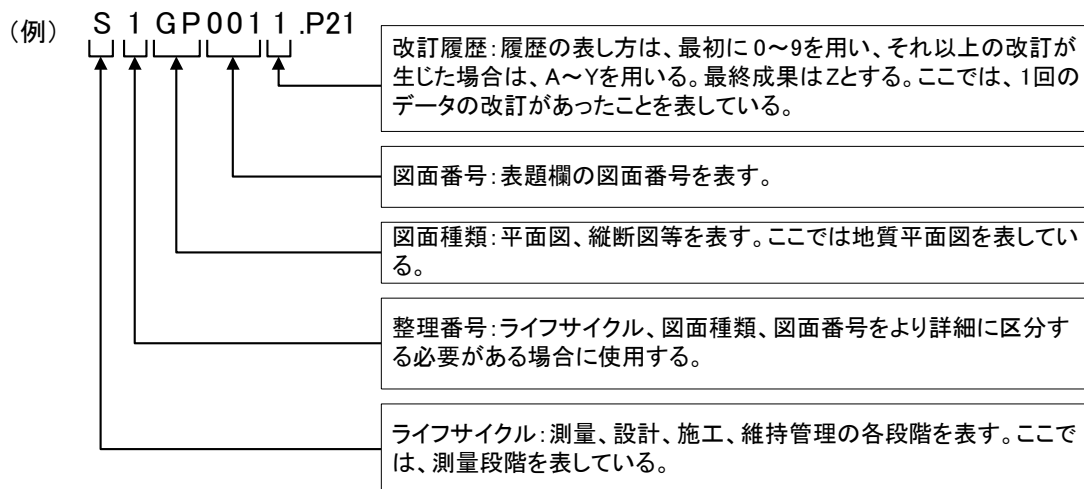 （例） S 1 GP 001 1 .P21
改訂履歴：履歴の表し方は、最初に0～9を用い、それ以上の改訂が
生じた場合は、A～Yを用いる。最終成果はZとする。ここでは、1回の
データの改訂があったことを表している。
図面番号：表題欄の図面番号を表す。
図面種類：平面図、縦断図等を表す。ここでは地質平面図を表してい
る。
整理番号：ライフサイクル、図面種類、図面番号をより詳細に区分す
る必要がある場合に使用する。
ライフサイクル：測量、設計、施工、維持管理の各段階を表す。ここで
は、測量段階を表している。